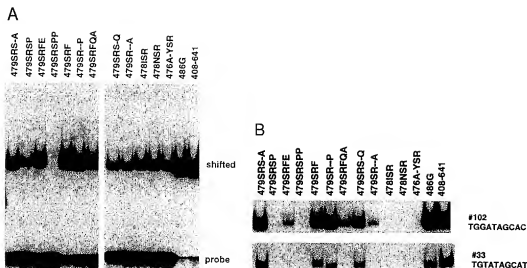 A
479SRS-A
479SRSP
479SRFE
479SRSPP
479SRF
479SR--P
479SRFQA
479SRS-Q
479SR--A
478ISR
478NSR
476A-YSR
486G
408-641
shifted
probe
B
479SRS-A
479SRSP
479SRFE
479SRSPP
479SRF
479SR--P
479SRFQA
479SRS-Q
479SR--A
478ISR
478NSR
476A-YSR
486G
408-641
#102
TGGATAGCAC
#33
TGTATAGCAT